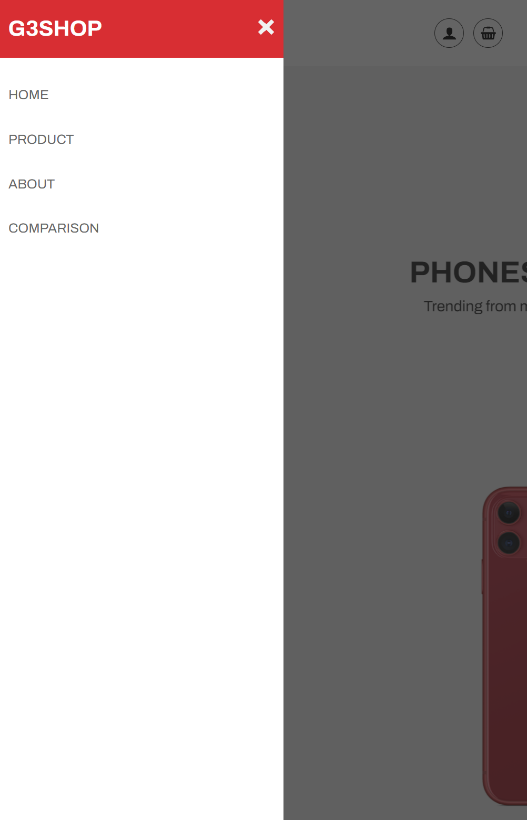 G3SHOP
HOME
PRODUCT
ABOUT
COMPARISON
PHONES
Trending from